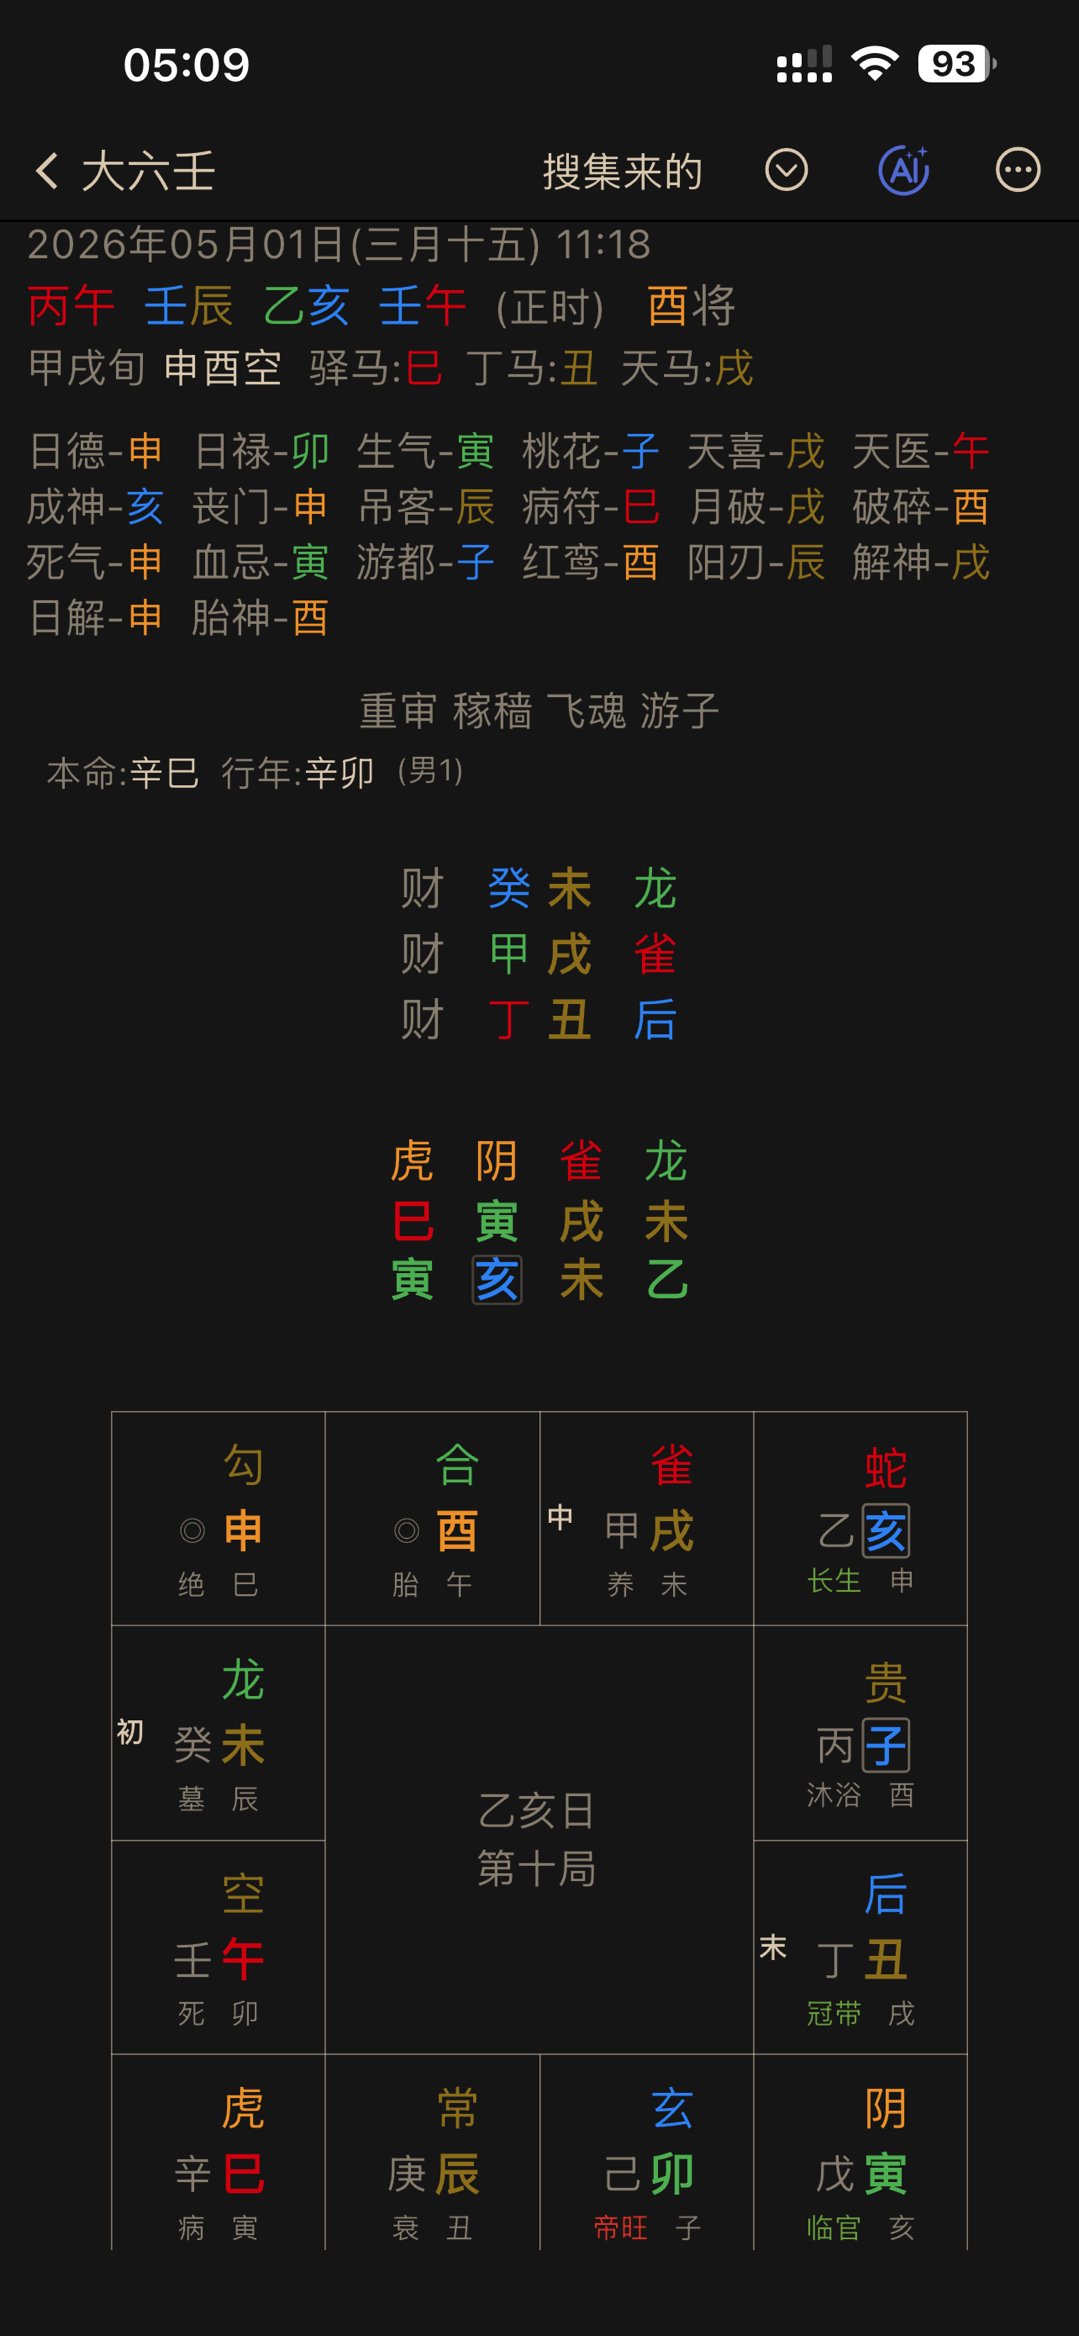 05:09 93
大六壬 搜集来的 AI
2026年05月01日(三月十五) 11:18
丙午 壬辰 乙亥 壬午 (正时) 酉将
甲戌旬 申酉空 驿马:巳 丁马:丑 天马:戌
日德-申 日禄-卯 生气-寅 桃花-子 天喜-戌 天医-午
成神-亥 丧门-申 吊客-辰 病符-巳 月破-戌 破碎-酉
死气-申 血忌-寅 游都-子 红鸾-酉 阳刃-辰 解神-戌
日解-申 胎神-酉
重审 稼穑 飞魂 游子
本命:辛巳 行年:辛卯 (男1)
财 癸未 龙
财 甲戌 雀
财 丁丑 后
虎 阴 雀 龙
巳 寅 戌 未
寅 亥 未 乙
勾 合 雀 蛇
◎申 ◎酉 中 甲戌 乙亥
绝 巳 胎 午 养 未 长生 申
龙 贵
初 癸未 丙子
墓 辰 沐浴 酉
乙亥日
第十局
空 后
壬午 末 丁丑
死 卯 冠带 戌
虎 常 玄 阴
辛巳 庚辰 己卯 戊寅
病 寅 衰 丑 帝旺 子 临官 亥